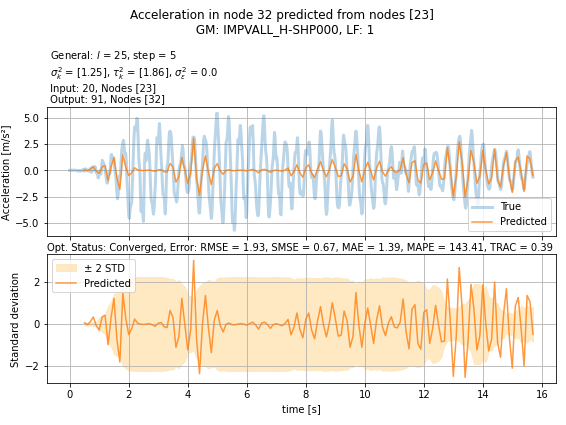 Acceleration in node 32 predicted from nodes [23]
GM: IMPVALL_H-SHP000, LF: 1
General: l = 25, step = 5
σ²ₖ = [1.25], τ²ₖ = [1.86], σ²ε = 0.0
Input: 20, Nodes [23]
Output: 91, Nodes [32]
Acceleration [m/s²]
5.0
2.5
0.0
−2.5
−5.0
True
Predicted
Opt. Status: Converged, Error: RMSE = 1.93, SMSE = 0.67, MAE = 1.39, MAPE = 143.41, TRAC = 0.39
Standard deviation
2
0
−2
± 2 STD
Predicted
0 2 4 6 8 10 12 14 16
time [s]